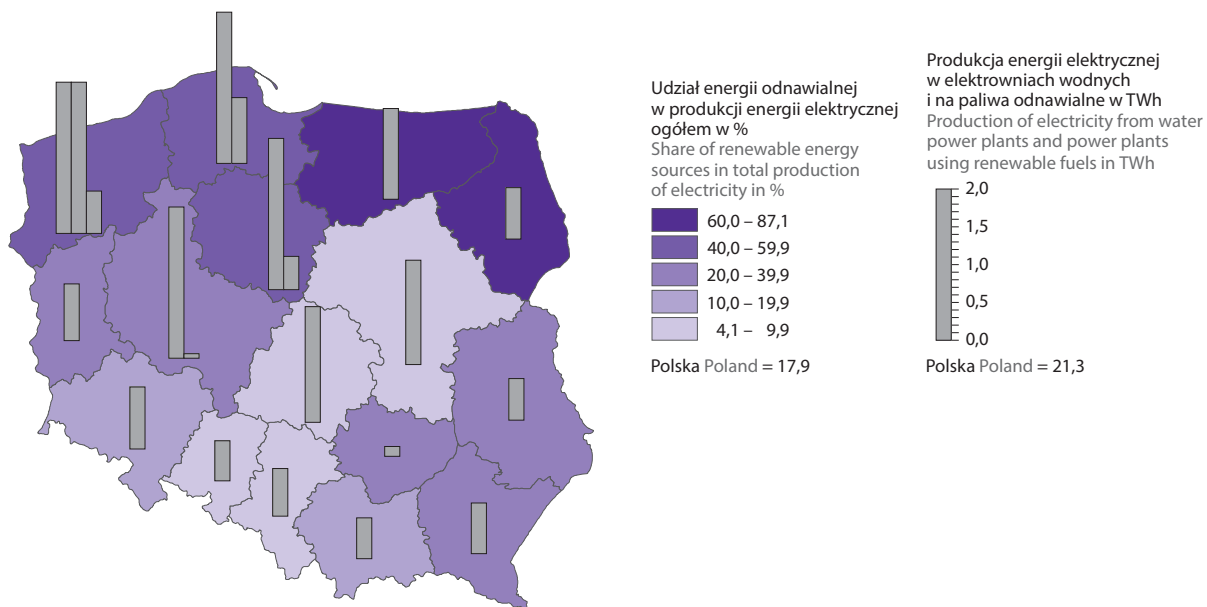 Udział energii odnawialnej
w produkcji energii elektrycznej
ogółem w %
Share of renewable energy
sources in total production
of electricity in %
60,0 – 87,1
40,0 – 59,9
20,0 – 39,9
10,0 – 19,9
4,1 – 9,9
Polska Poland = 17,9
Produkcja energii elektrycznej
w elektrowniach wodnych
i na paliwa odnawialne w TWh
Production of electricity from water
power plants and power plants
using renewable fuels in TWh
2,0
1,5
1,0
0,5
0,0
Polska Poland = 21,3